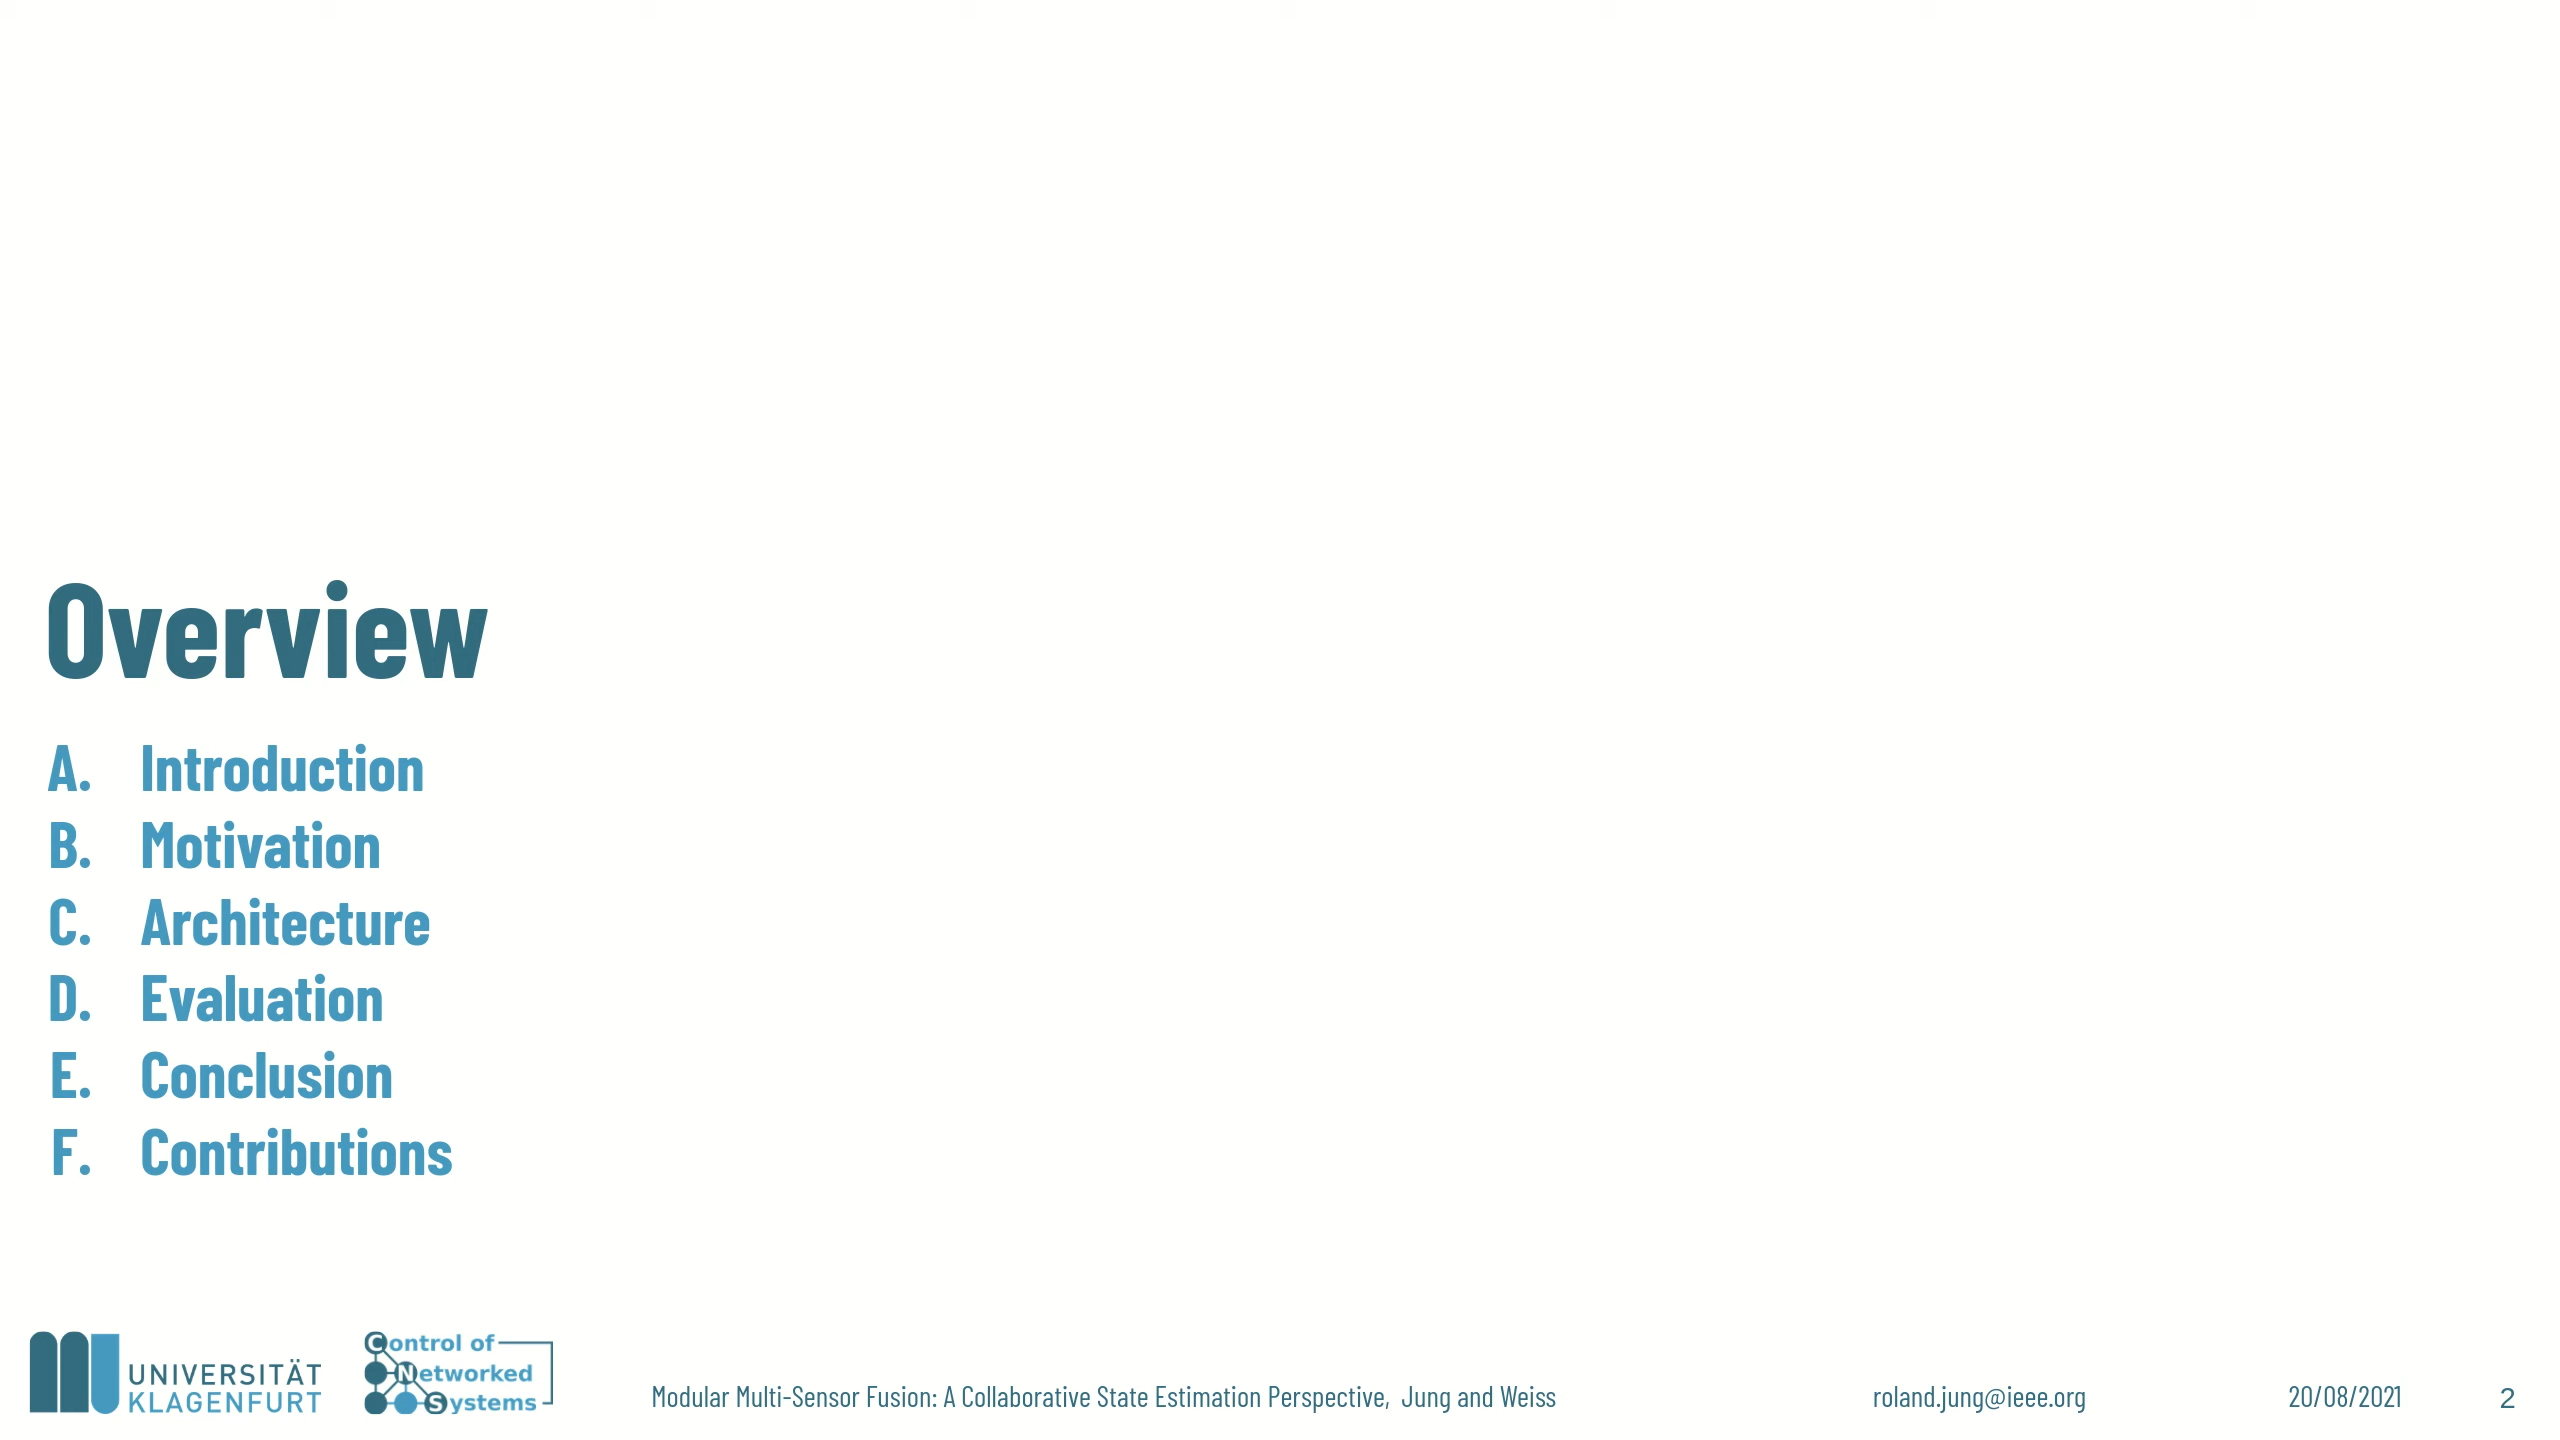 Overview
A. Introduction
B. Motivation
C. Architecture
D. Evaluation
E. Conclusion
F. Contributions
UNIVERSITÄT
KLAGENFURT
Control of
Networked
Systems
Modular Multi-Sensor Fusion: A Collaborative State Estimation Perspective, Jung and Weiss
roland.jung@ieee.org
20/08/2021
2